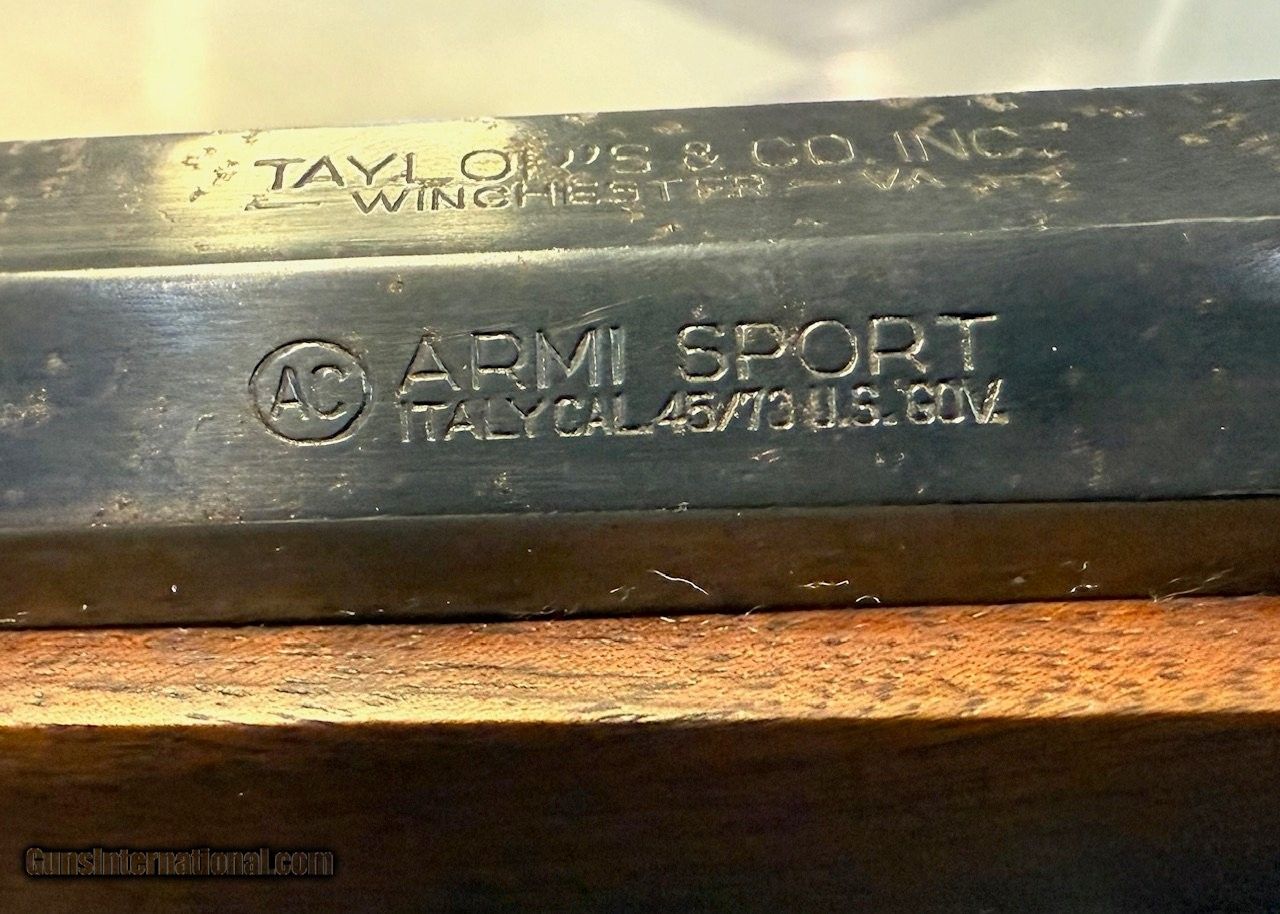 TAYLOR'S & CO. INC.
WINCHESTER — VA
AC ARMI SPORT
ITALY CAL.45/70 U.S. GOV.
GunsInternational.com